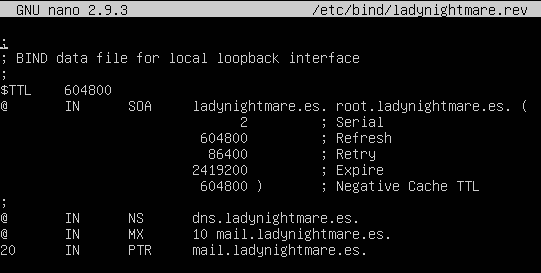 GNU nano 2.9.3 /etc/bind/ladynightmare.rev
;
; BIND data file for local loopback interface
;
$TTL 604800
@ IN SOA ladynightmare.es. root.ladynightmare.es. (
2 ; Serial
604800 ; Refresh
86400 ; Retry
2419200 ; Expire
604800 ) ; Negative Cache TTL
;
@ IN NS dns.ladynightmare.es.
@ IN MX 10 mail.ladynightmare.es.
20 IN PTR mail.ladynightmare.es.